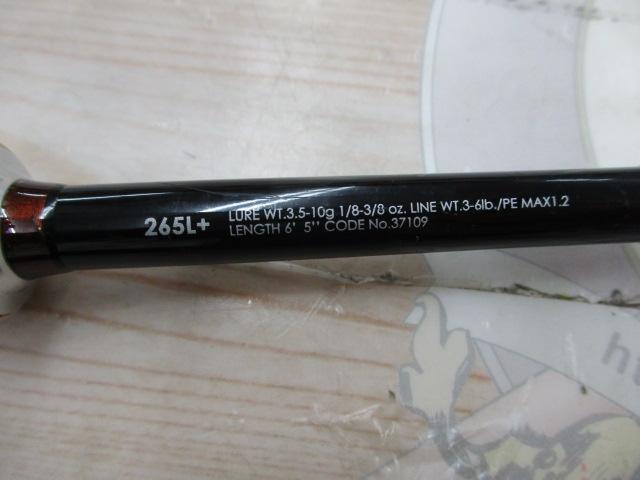 265L+
LURE WT.3.5-10g 1/8-3/8 oz. LINE WT.3-6lb./PE MAX1.2
LENGTH 6' 5'' CODE No.37109
ht